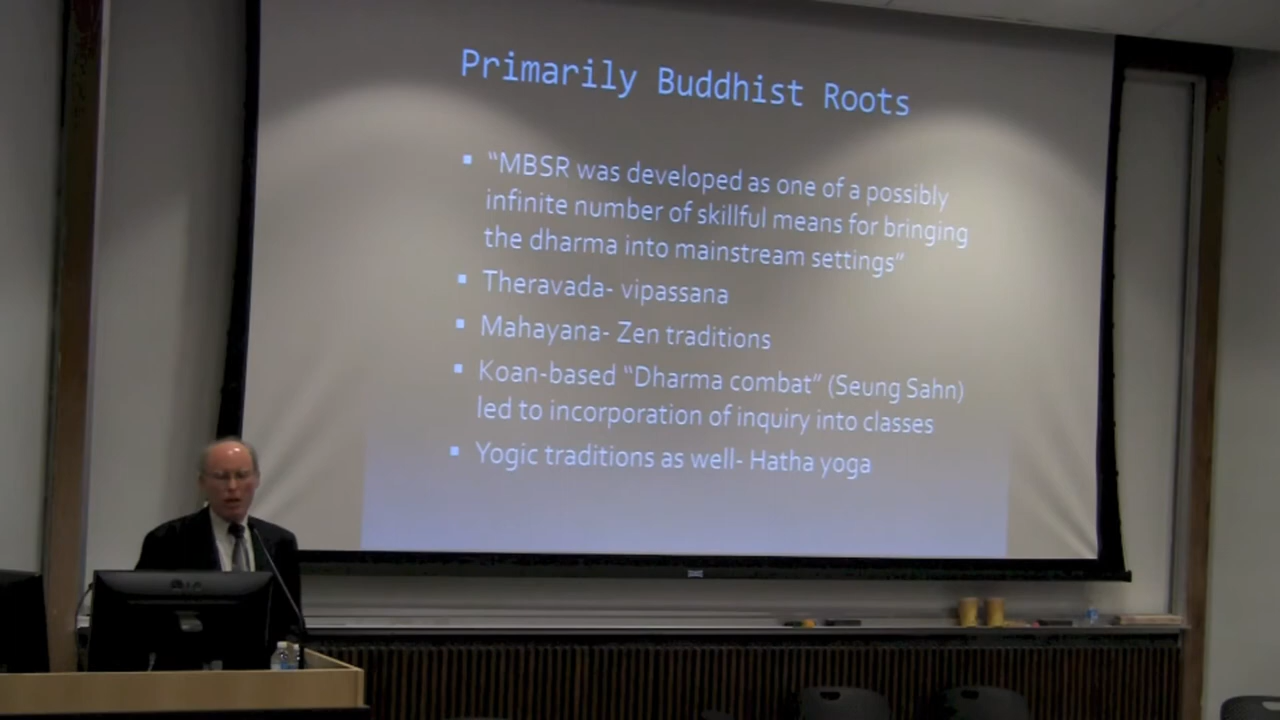 Primarily Buddhist Roots
▪ “MBSR was developed as one of a possibly
infinite number of skillful means for bringing
the dharma into mainstream settings”
▪ Theravada- vipassana
▪ Mahayana- Zen traditions
▪ Koan-based “Dharma combat” (Seung Sahn)
led to incorporation of inquiry into classes
▪ Yogic traditions as well- Hatha yoga
LG